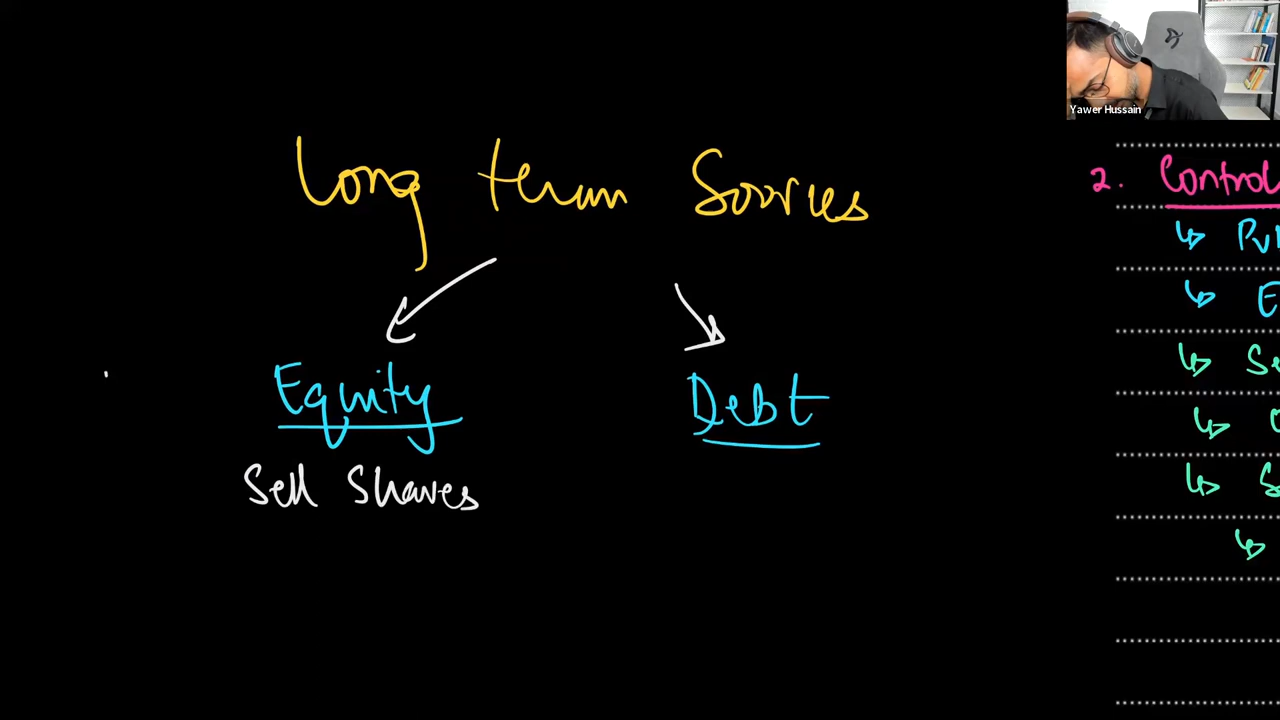 Yawer Hussain
Long term Sources
Equity
Debt
Sell Shares
2. Control